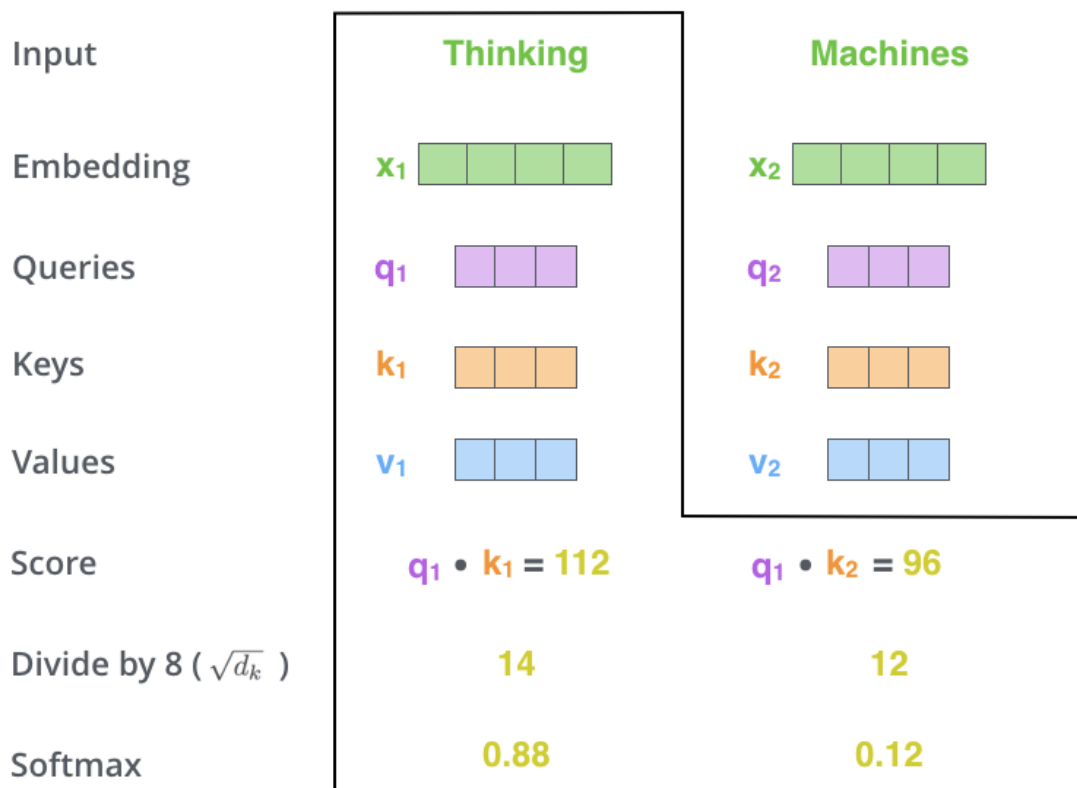 Input Thinking Machines
Embedding x₁ x₂
Queries q₁ q₂
Keys k₁ k₂
Values v₁ v₂
Score q₁ • k₁ = 112 q₁ • k₂ = 96
Divide by 8 ( √dₖ ) 14 12
Softmax 0.88 0.12